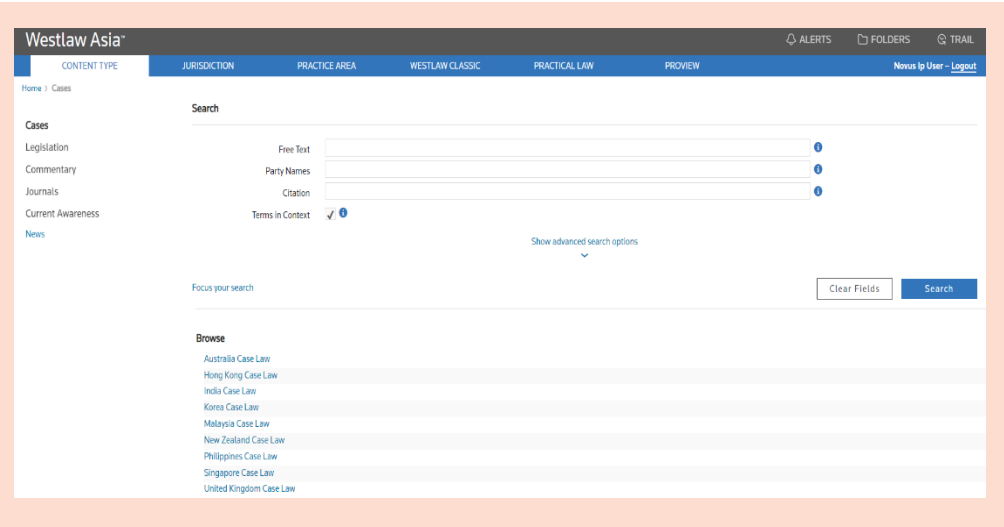 Westlaw Asia™ ALERTS FOLDERS TRAIL
CONTENT TYPE JURISDICTION PRACTICE AREA WESTLAW CLASSIC PRACTICAL LAW PROVIEW Novus Ip User – Logout
Home > Cases
Search
Cases
Legislation
Commentary
Journals
Current Awareness
News
Free Text
Party Names
Citation
Terms in Context
Show advanced search options
Focus your search Clear Fields Search
Browse
Australia Case Law
Hong Kong Case Law
India Case Law
Korea Case Law
Malaysia Case Law
New Zealand Case Law
Philippines Case Law
Singapore Case Law
United Kingdom Case Law